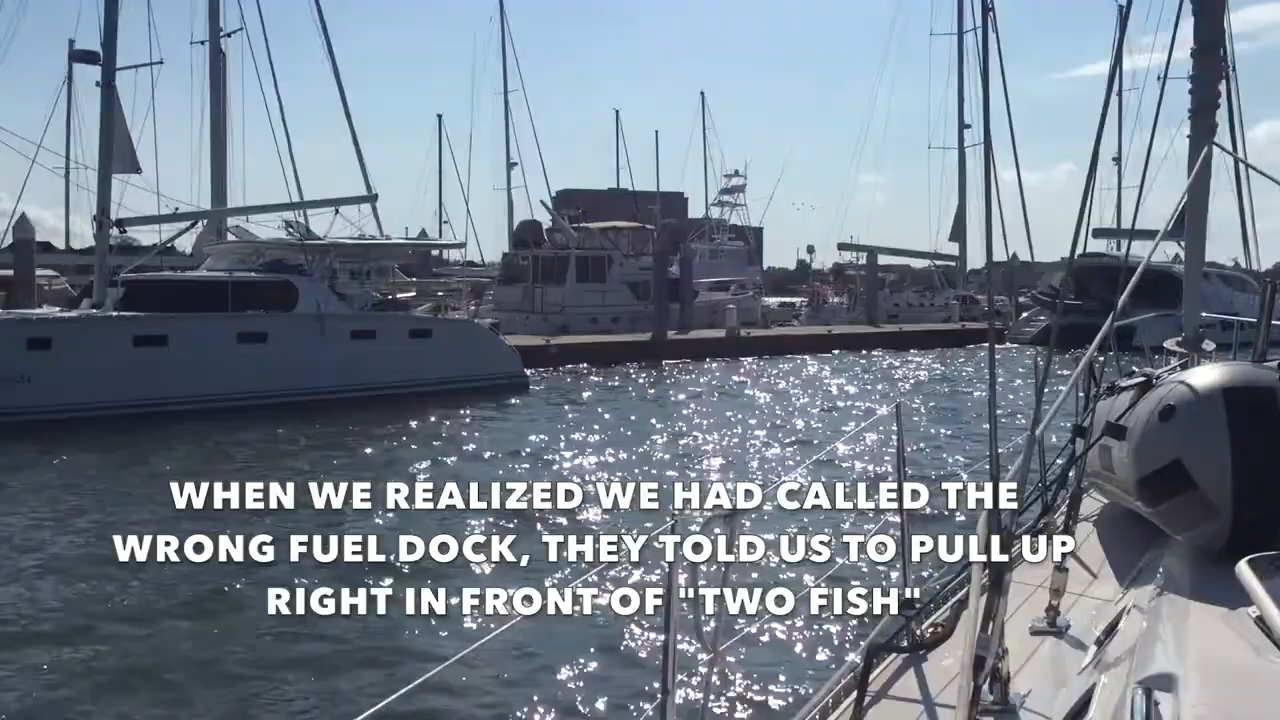 WHEN WE REALIZED WE HAD CALLED THE
WRONG FUEL DOCK, THEY TOLD US TO PULL UP
RIGHT IN FRONT OF "TWO FISH"